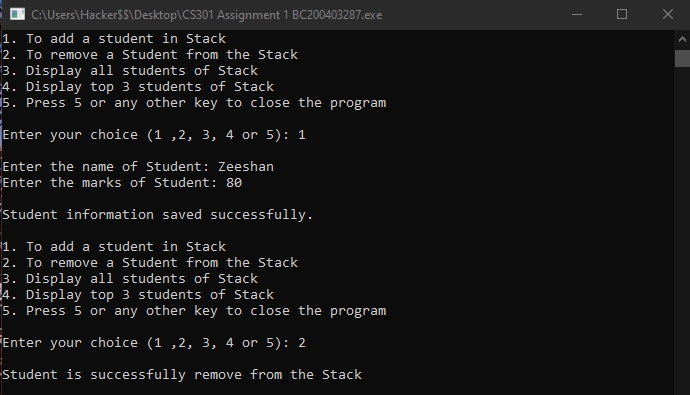 C:\Users\Hacker$$\Desktop\CS301 Assignment 1 BC200403287.exe
1. To add a student in Stack
2. To remove a Student from the Stack
3. Display all students of Stack
4. Display top 3 students of Stack
5. Press 5 or any other key to close the program
Enter your choice (1 ,2, 3, 4 or 5): 1
Enter the name of Student: Zeeshan
Enter the marks of Student: 80
Student information saved successfully.
1. To add a student in Stack
2. To remove a Student from the Stack
3. Display all students of Stack
4. Display top 3 students of Stack
5. Press 5 or any other key to close the program
Enter your choice (1 ,2, 3, 4 or 5): 2
Student is successfully remove from the Stack